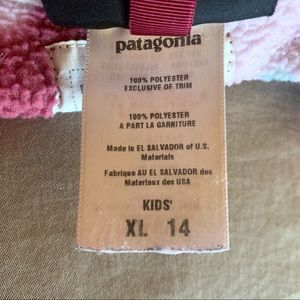 patagonia
100% POLYESTER
EXCLUSIVE OF TRIM
100% POLYESTER
A PART LA GARNITURE
Made in EL SALVADOR of U.S.
Materials
Fabrique AU EL SALVADOR des
Materiaux des USA
KIDS'
XL 14